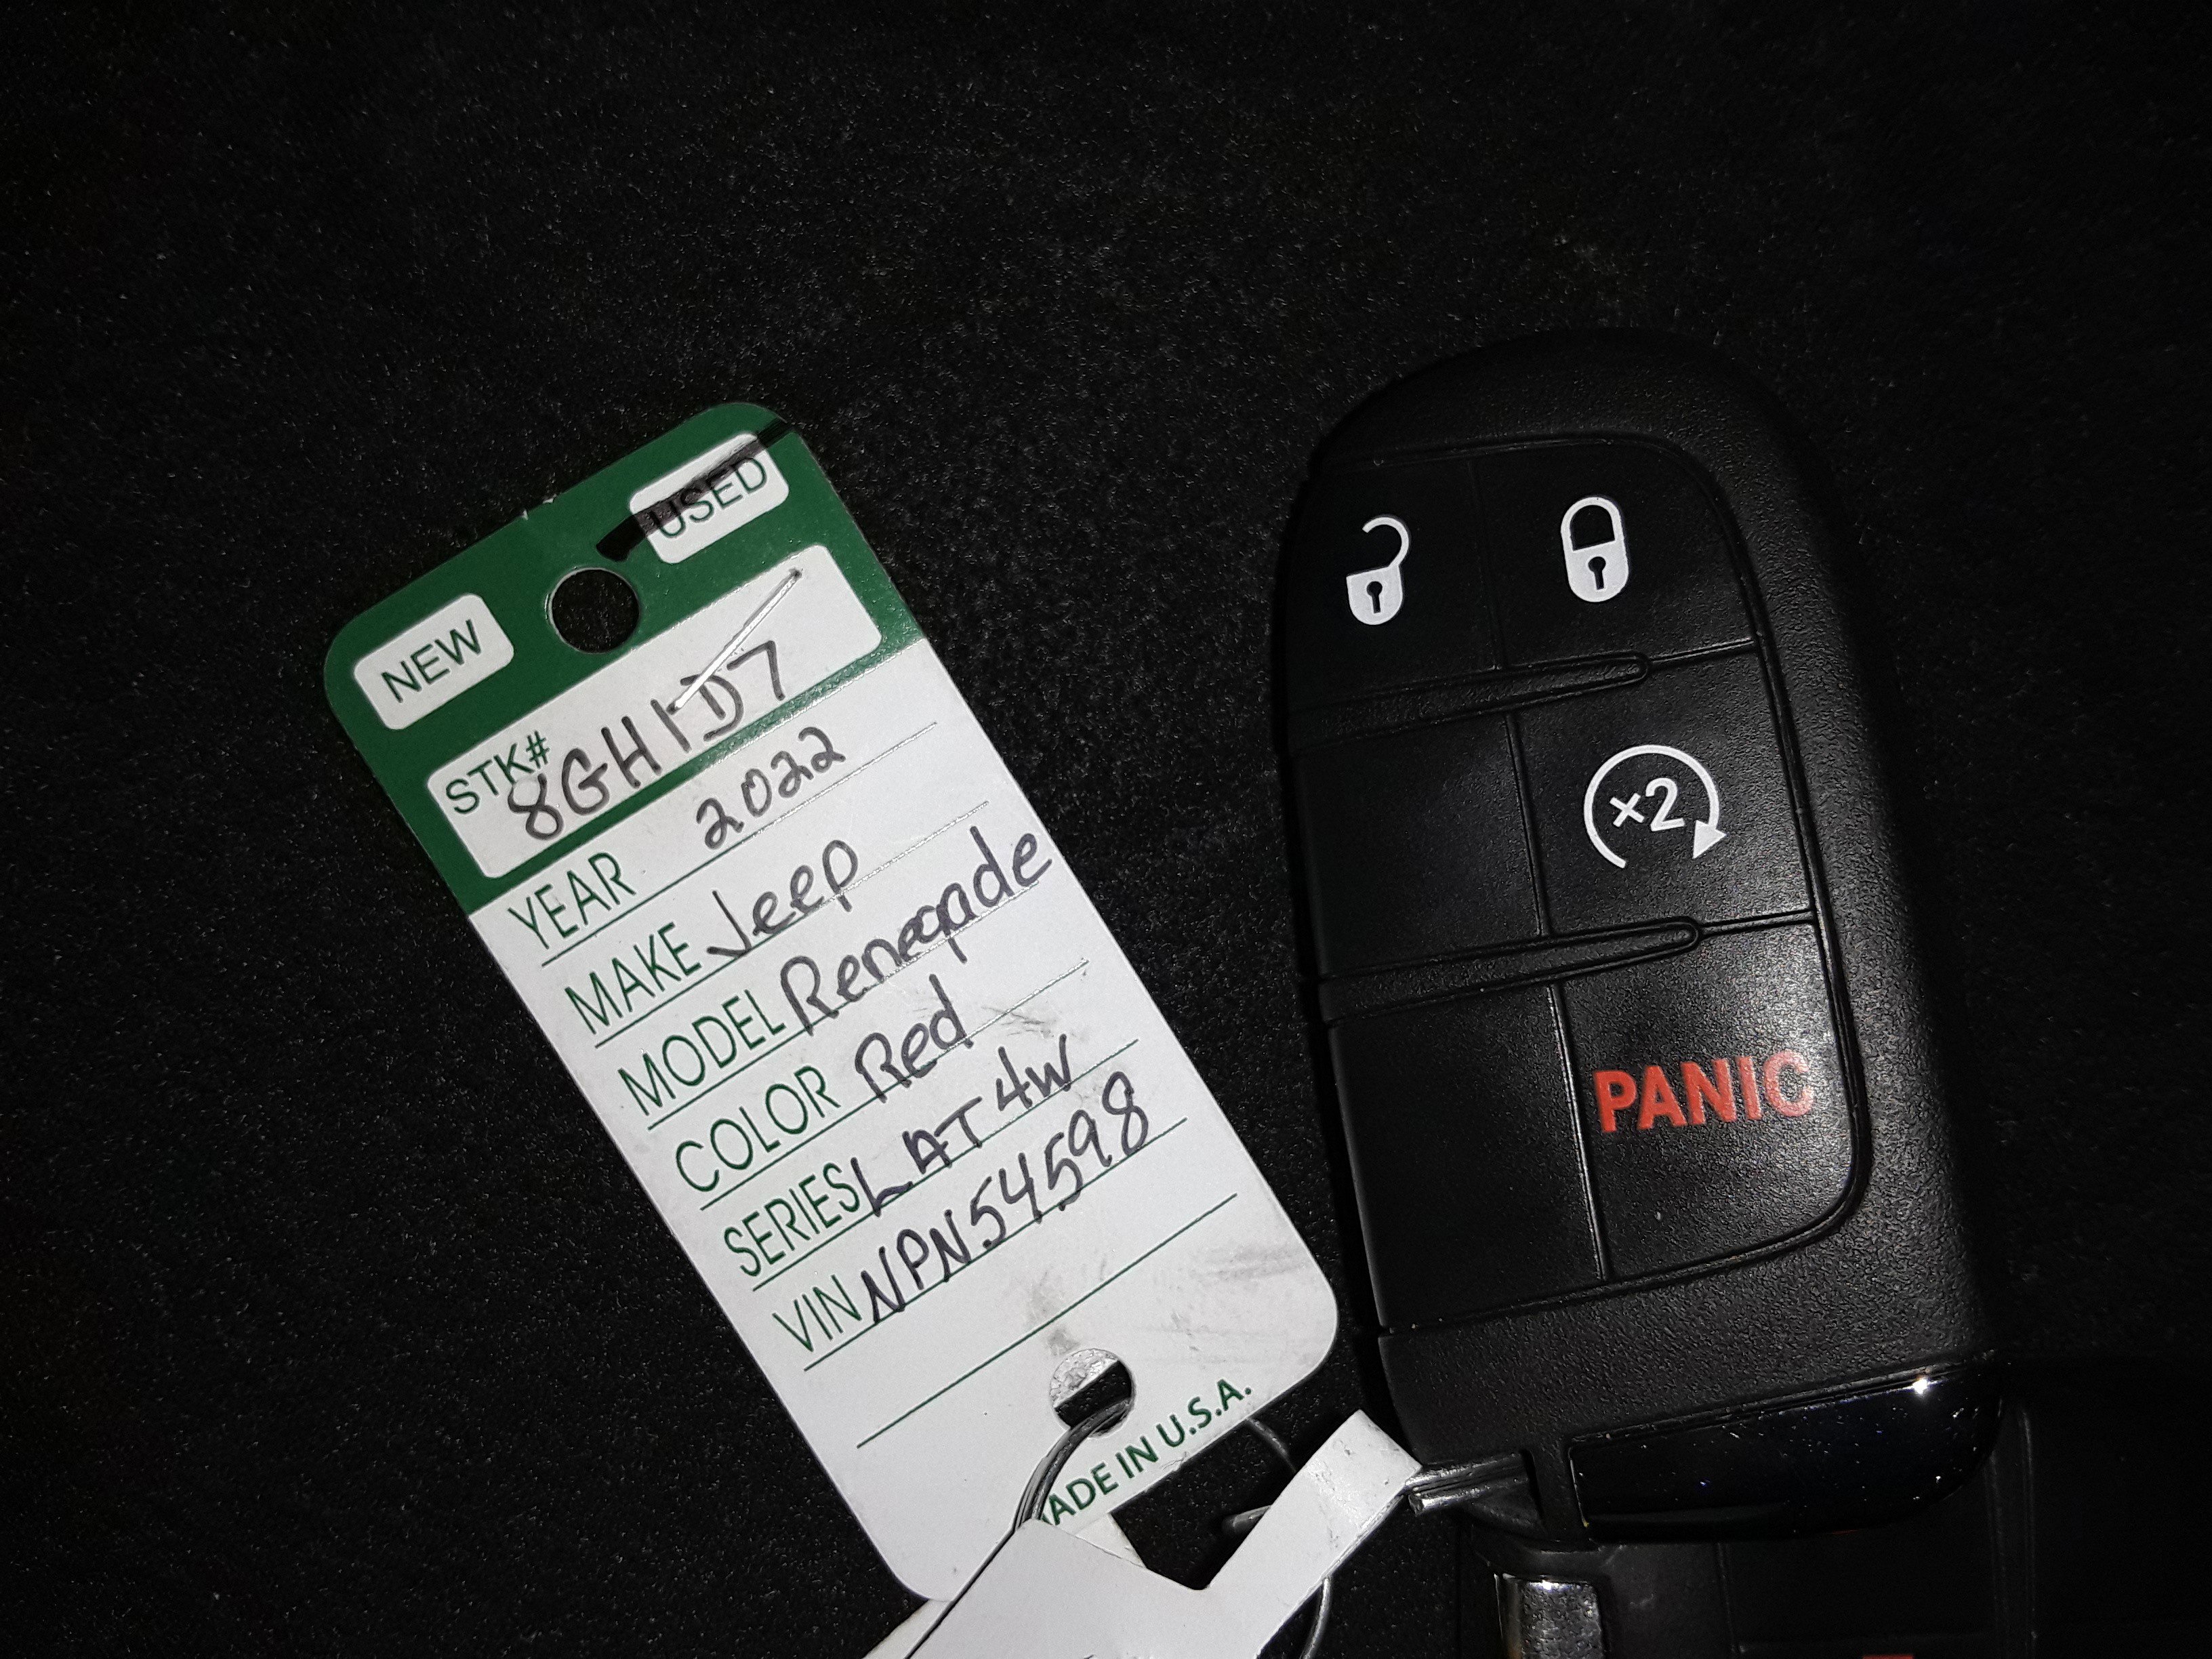 USED
NEW
STK# 8GH1D7
YEAR 2022
MAKE Jeep
MODEL Renegade
COLOR Red
SERIES LAT 4W
VIN NPN54598
ADE IN U.S.A.
×2
PANIC